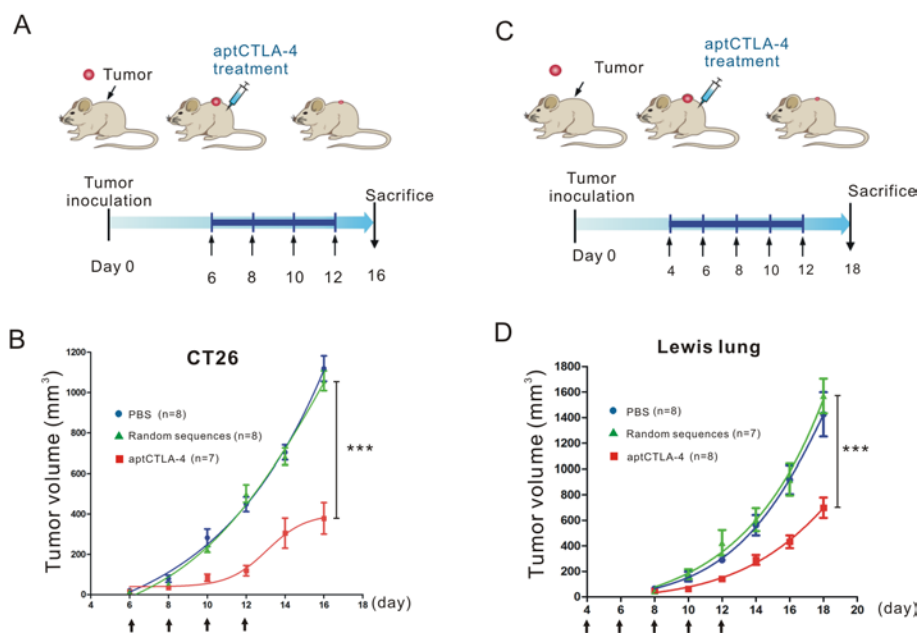 A
aptCTLA-4
treatment
Tumor
Tumor
inoculation
Sacrifice
Day 0
6
8
10
12
16
C
aptCTLA-4
treatment
Tumor
Tumor
inoculation
Sacrifice
Day 0
4
6
8
10
12
18
B
CT26
Tumor volume (mm³)
1200
1000
800
600
400
200
0
PBS (n=8)
Random sequences (n=8)
aptCTLA-4 (n=7)
***
4 6 8 10 12 14 16 18 (day)
D
Lewis lung
Tumor volume (mm³)
1800
1600
1400
1200
1000
800
600
400
200
0
PBS (n=8)
Random sequences (n=7)
aptCTLA-4 (n=8)
***
4 6 8 10 12 14 16 18 20 (day)